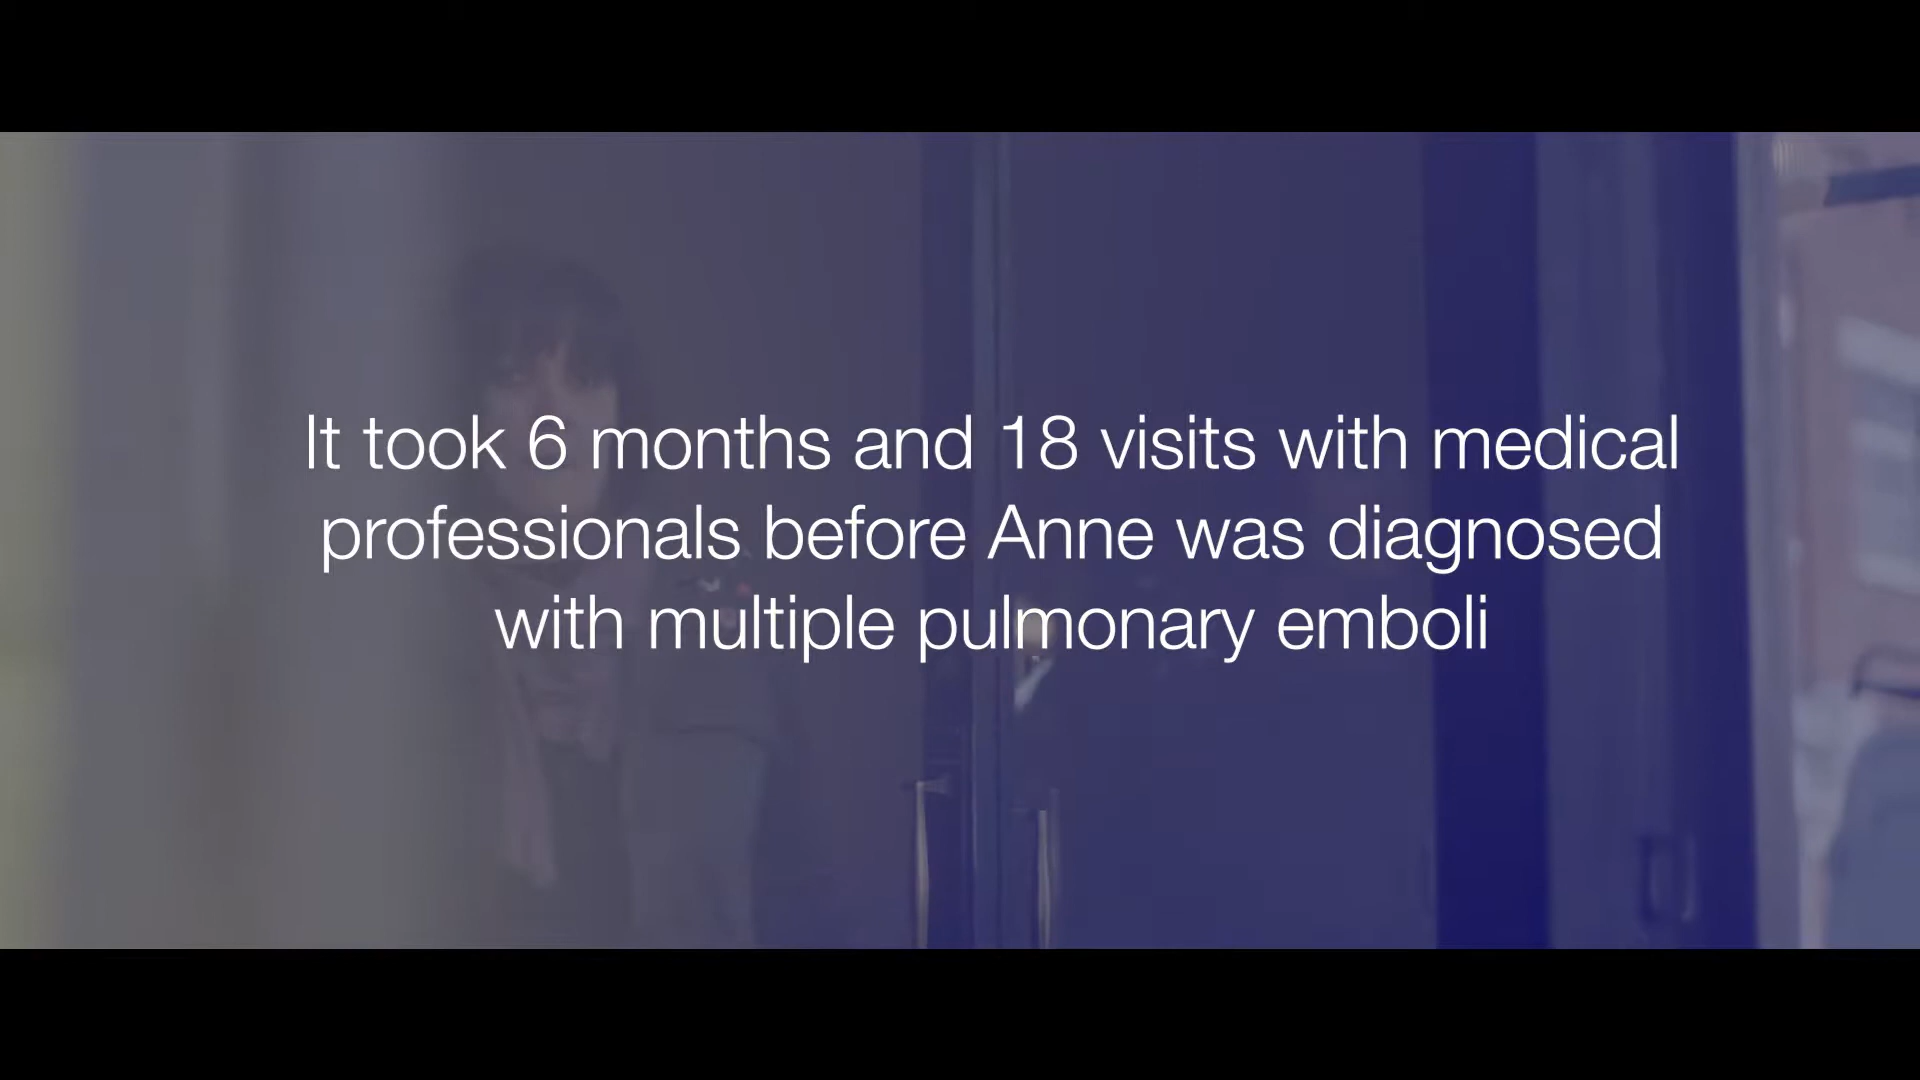 It took 6 months and 18 visits with medical
professionals before Anne was diagnosed
with multiple pulmonary emboli